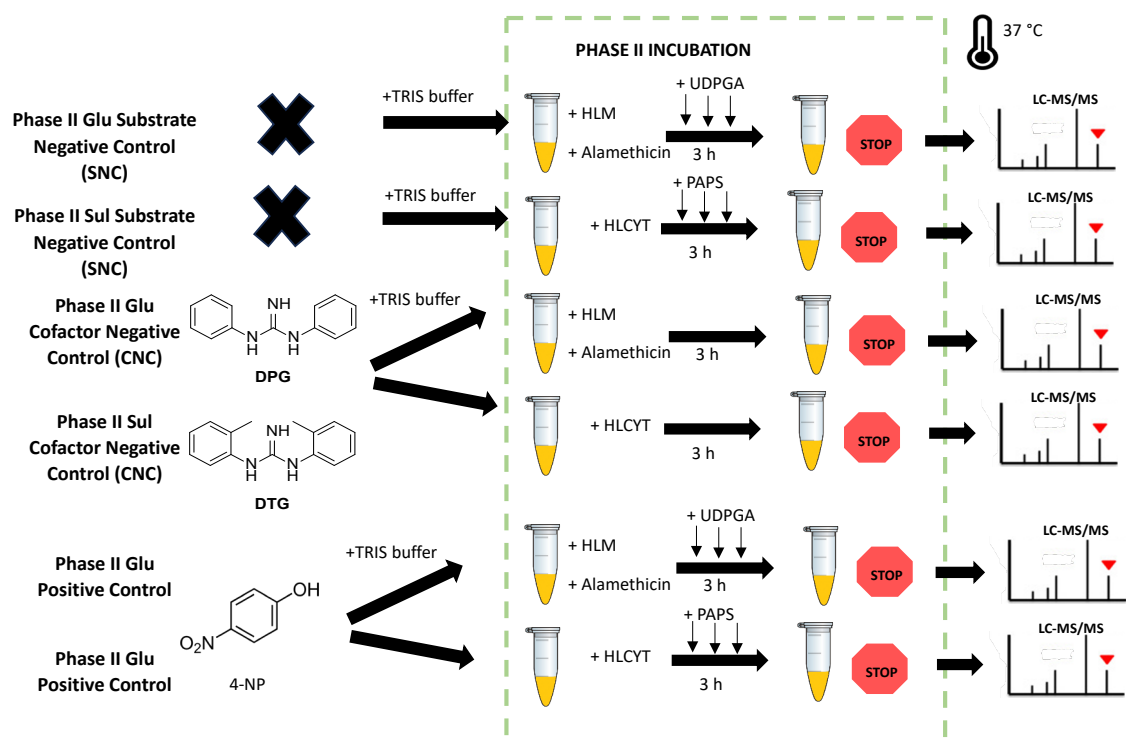 PHASE II INCUBATION
37 °C
Phase II Glu Substrate
Negative Control
(SNC)
+TRIS buffer
+ HLM
+ Alamethicin
+ UDPGA
3 h
STOP
LC-MS/MS
Phase II Sul Substrate
Negative Control
(SNC)
+TRIS buffer
+ HLCYT
+ PAPS
3 h
STOP
LC-MS/MS
Phase II Glu
Cofactor Negative
Control (CNC)
NH
N
H
N
H
DPG
+TRIS buffer
+ HLM
+ Alamethicin
3 h
STOP
LC-MS/MS
Phase II Sul
Cofactor Negative
Control (CNC)
NH
N
H
N
H
DTG
+ HLCYT
3 h
STOP
LC-MS/MS
Phase II Glu
Positive Control
+TRIS buffer
+ HLM
+ Alamethicin
+ UDPGA
3 h
STOP
LC-MS/MS
OH
O2N
4-NP
Phase II Glu
Positive Control
+ HLCYT
+ PAPS
3 h
STOP
LC-MS/MS